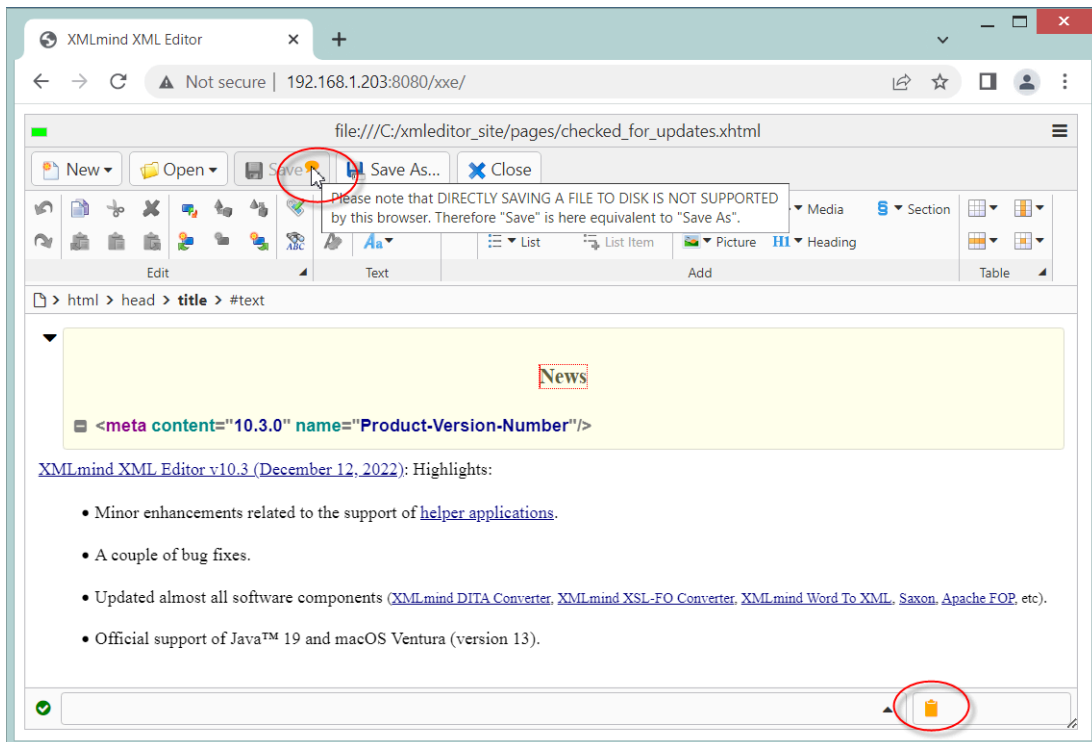 XMLmind XML Editor
Not secure | 192.168.1.203:8080/xxe/
file:///C:/xmleditor_site/pages/checked_for_updates.xhtml
New Open Save Save As... Close
Please note that DIRECTLY SAVING A FILE TO DISK IS NOT SUPPORTED
by this browser. Therefore "Save" is here equivalent to "Save As".
Media Section
ABC Aa List List Item Picture H1 Heading
Edit Text Add Table
html > head > title > #text
News
<meta content="10.3.0" name="Product-Version-Number"/>
XMLmind XML Editor v10.3 (December 12, 2022): Highlights:
• Minor enhancements related to the support of helper applications.
• A couple of bug fixes.
• Updated almost all software components (XMLmind DITA Converter, XMLmind XSL-FO Converter, XMLmind Word To XML, Saxon, Apache FOP, etc).
• Official support of Java™ 19 and macOS Ventura (version 13).